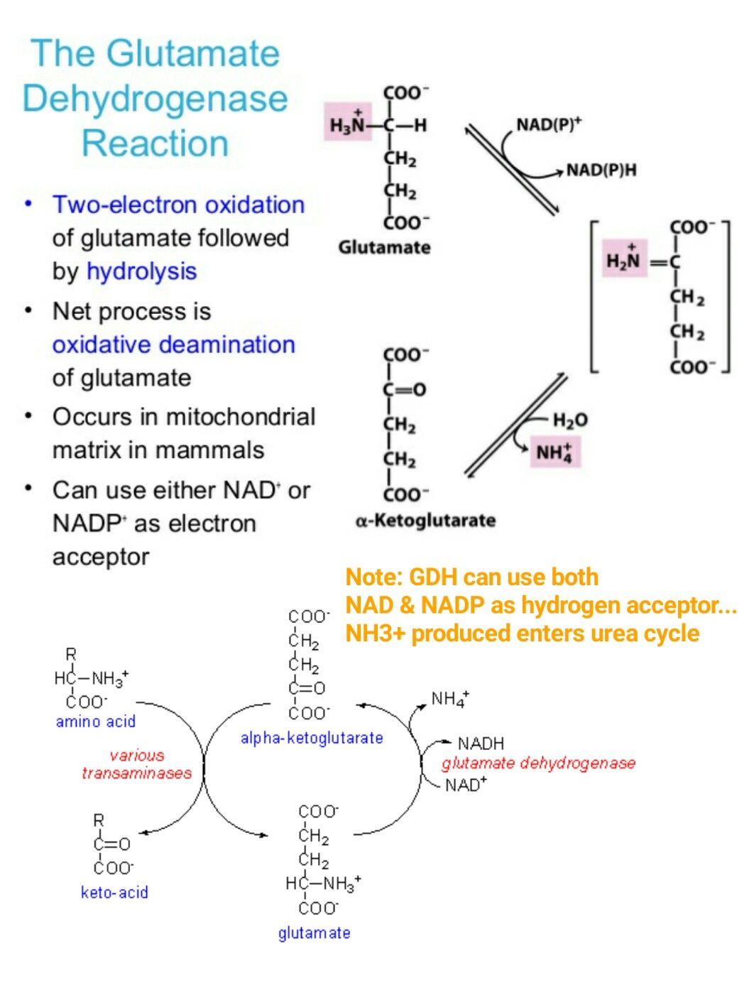 The Glutamate
Dehydrogenase
Reaction
• Two-electron oxidation
of glutamate followed
by hydrolysis
• Net process is
oxidative deamination
of glutamate
• Occurs in mitochondrial
matrix in mammals
• Can use either NAD⁺ or
NADP⁺ as electron
acceptor
COO⁻
H₃N⁺—C—H
CH₂
CH₂
COO⁻
Glutamate
NAD(P)⁺
NAD(P)H
COO⁻
H₂N⁺=C
CH₂
CH₂
COO⁻
H₂O
NH₄⁺
COO⁻
C=O
CH₂
CH₂
COO⁻
α-Ketoglutarate
Note: GDH can use both
NAD & NADP as hydrogen acceptor...
NH3+ produced enters urea cycle
R
HC–NH₃⁺
COO⁻
amino acid
various
transaminases
R
C=O
COO⁻
keto-acid
COO⁻
CH₂
CH₂
C=O
COO⁻
alpha-ketoglutarate
COO⁻
CH₂
CH₂
HC–NH₃⁺
COO⁻
glutamate
NH₄⁺
NADH
glutamate dehydrogenase
NAD⁺